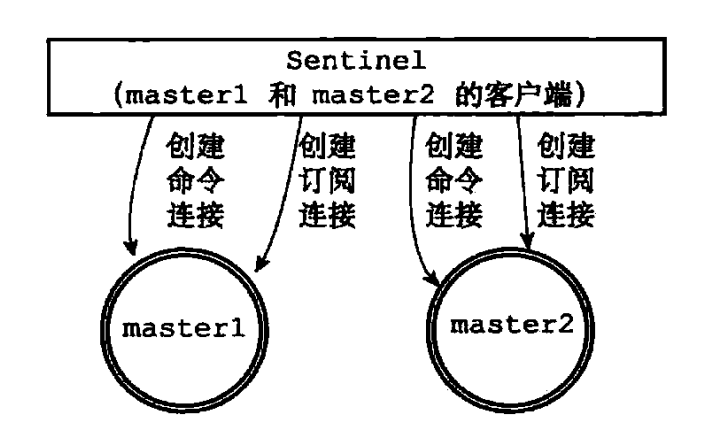 Sentinel
(master1 和 master2 的客户端)
创建
命令
连接
创建
订阅
连接
创建
命令
连接
创建
订阅
连接
master1
master2